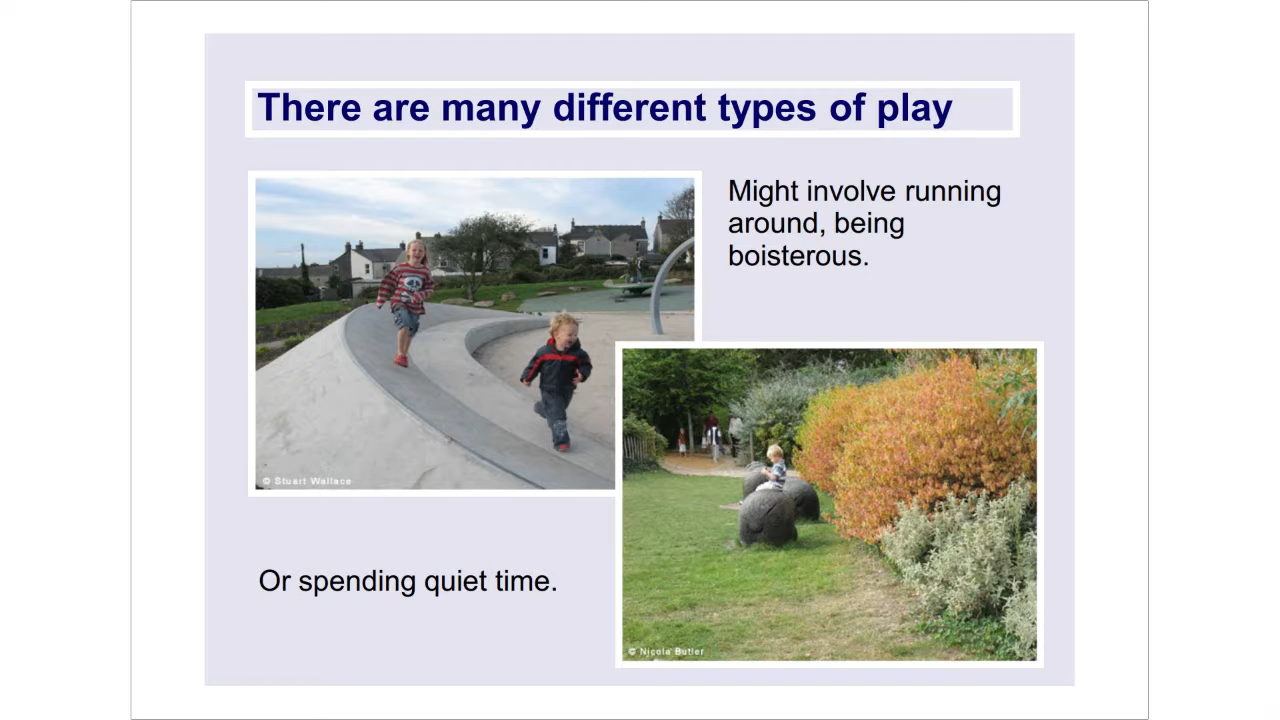 There are many different types of play
Might involve running
around, being
boisterous.
© Stuart Wallace
Or spending quiet time.
© Nicola Butler